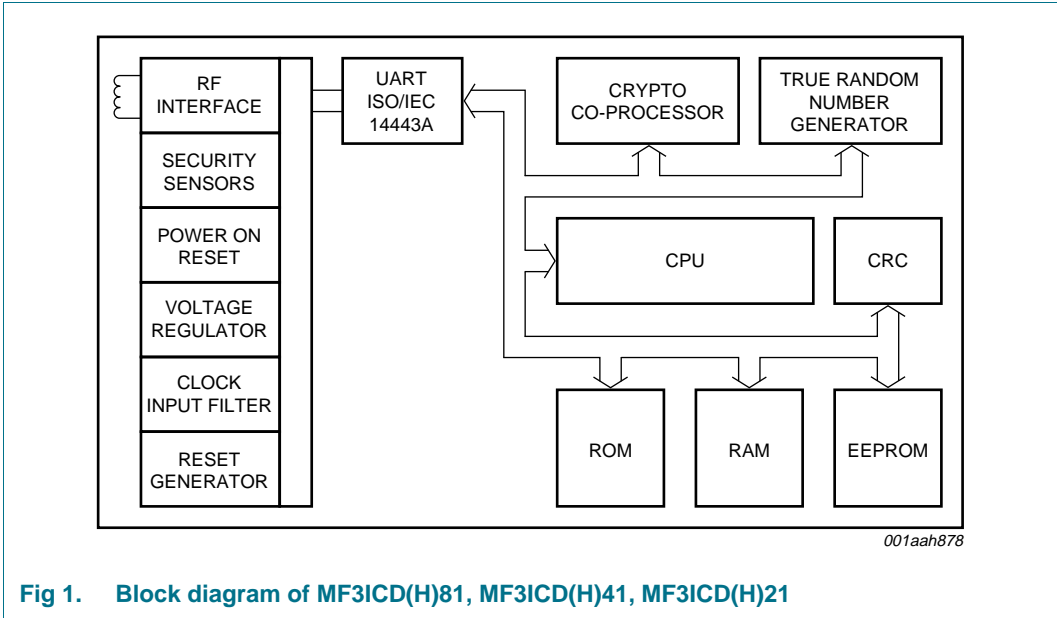 RF
INTERFACE
SECURITY
SENSORS
POWER ON
RESET
VOLTAGE
REGULATOR
CLOCK
INPUT FILTER
RESET
GENERATOR
UART
ISO/IEC
14443A
CRYPTO
CO-PROCESSOR
TRUE RANDOM
NUMBER
GENERATOR
CPU
CRC
ROM
RAM
EEPROM
001aah878
Fig 1. Block diagram of MF3ICD(H)81, MF3ICD(H)41, MF3ICD(H)21